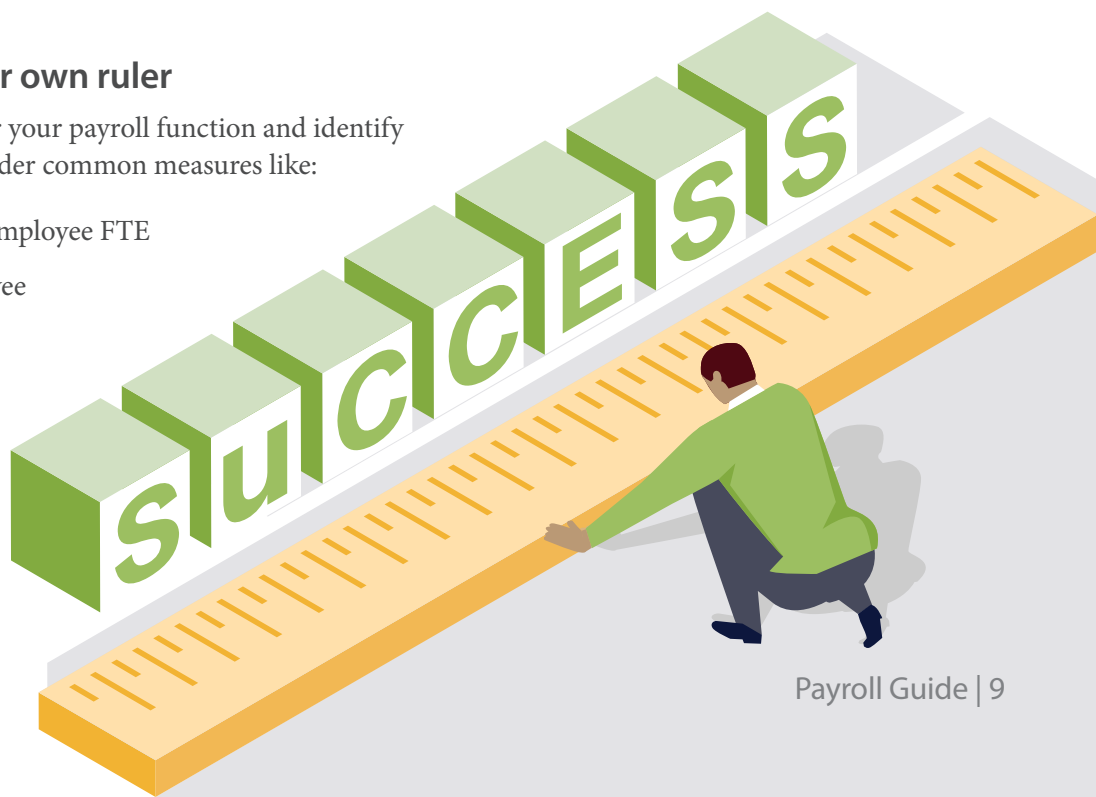 r own ruler
your payroll function and identify
der common measures like:
mployee FTE
ee
SuCCESS
Payroll Guide | 9